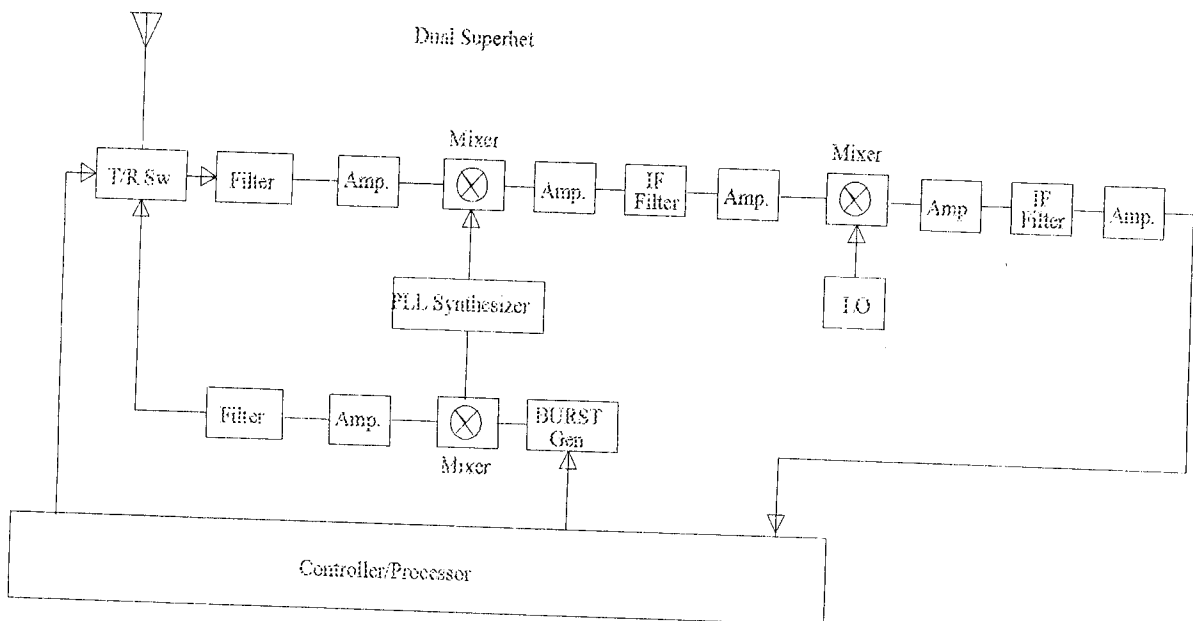 Dual Superhet
Mixer
Mixer
T/R Sw
Filter
Amp.
Amp.
IF
Filter
Amp.
Amp
IF
Filter
Amp.
PLL Synthesizer
LO
Filter
Amp.
BURST
Gen
Mixer
Controller/Processor